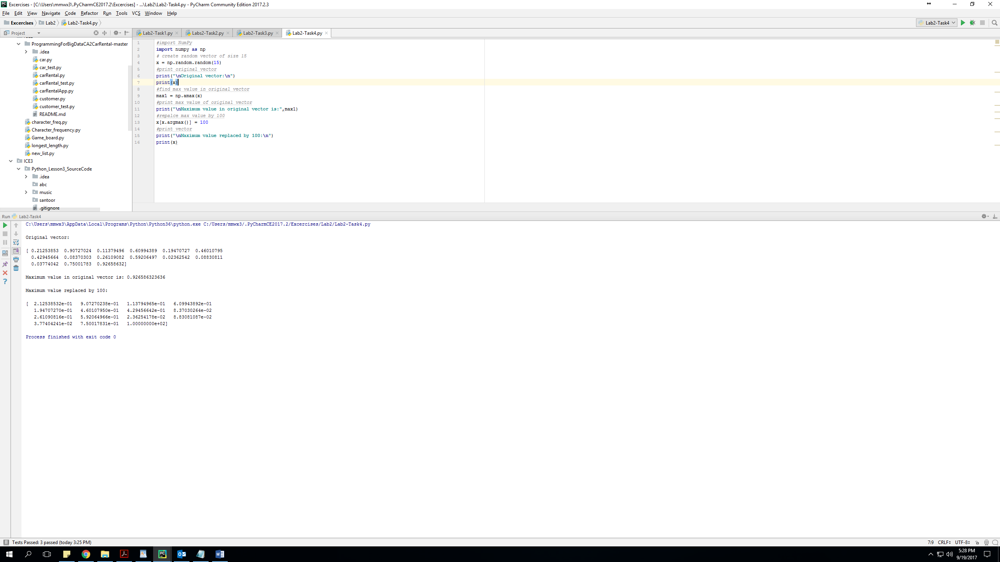 Excercises - [C:\Users\mmwx3\.PyCharmCE2017.2\Excercises] - ...\Lab2\Lab2-Task4.py - PyCharm Community Edition 2017.2.3
File Edit View Navigate Code Refactor Run Tools VCS Window Help
Excercises Lab2 Lab2-Task4.py
Lab2-Task4
Project
Lab2-Task1.py Labs2-Task2.py Lab2-Task3.py Lab2-Task4.py
ProgrammingForBigDataCA2CarRental-master
.idea
car.py
car_test.py
carRental.py
carRental_test.py
carRentalApp.py
customer.py
customer_test.py
README.md
character_freq.py
Character_frequency.py
Game_board.py
longest_length.py
new_list.py
ICE3
Python_Lesson3_SourceCode
.idea
abc
music
santoor
.gitignore
1 #import NumPy
2 import numpy as np
3 # create random vector of size 15
4 x = np.random.random(15)
5 #print original vector
6 print("\nOriginal vector:\n")
7 print(x)
8 #find max value in original vector
9 max1 = np.amax(x)
10 #print max value of original vector
11 print("\nMaximum value in original vector is:",max1)
12 #repalce max value by 100
13 x[x.argmax()] = 100
14 #print vector
15 print("\nMaximum value replaced by 100:\n")
16 print(x)
Run Lab2-Task4
C:\Users\mmwx3\AppData\Local\Programs\Python\Python36\python.exe C:/Users/mmwx3/.PyCharmCE2017.2/Excercises/Lab2/Lab2-Task4.py
Original vector:
[ 0.21253853 0.90727024 0.11379496 0.60994389 0.19470727 0.46010795
0.42945664 0.08370303 0.26109082 0.59206497 0.02362542 0.08830811
0.03774042 0.75001783 0.92658632]
Maximum value in original vector is: 0.926586323636
Maximum value replaced by 100:
[ 2.12538532e-01 9.07270238e-01 1.13794965e-01 6.09943892e-01
1.94707270e-01 4.60107950e-01 4.29456642e-01 8.37030264e-02
2.61090816e-01 5.92064966e-01 2.36254178e-02 8.83081087e-02
3.77404241e-02 7.50017831e-01 1.00000000e+02]
Process finished with exit code 0
Tests Passed: 3 passed (today 3:25 PM)
7:9 CRLF UTF-8
5:28 PM
9/19/2017